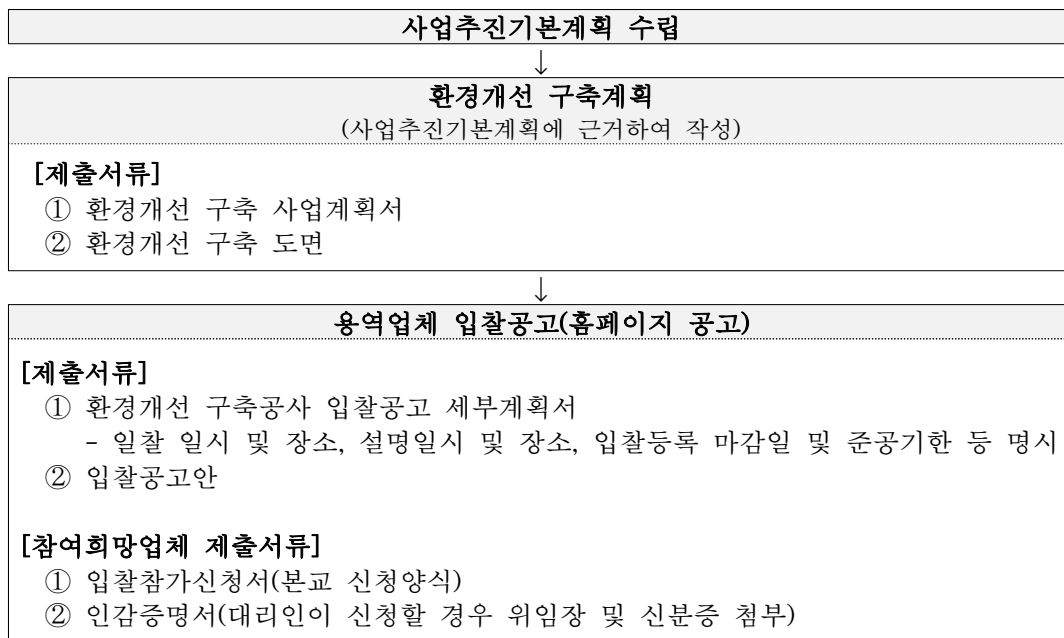 사업추진기본계획 수립
↓
환경개선 구축계획
(사업추진기본계획에 근거하여 작성)
[제출서류]
① 환경개선 구축 사업계획서
② 환경개선 구축 도면
↓
용역업체 입찰공고(홈페이지 공고)
[제출서류]
① 환경개선 구축공사 입찰공고 세부계획서
- 일찰 일시 및 장소, 설명일시 및 장소, 입찰등록 마감일 및 준공기한 등 명시
② 입찰공고안
[참여희망업체 제출서류]
① 입찰참가신청서(본교 신청양식)
② 인감증명서(대리인이 신청할 경우 위임장 및 신분증 첨부)